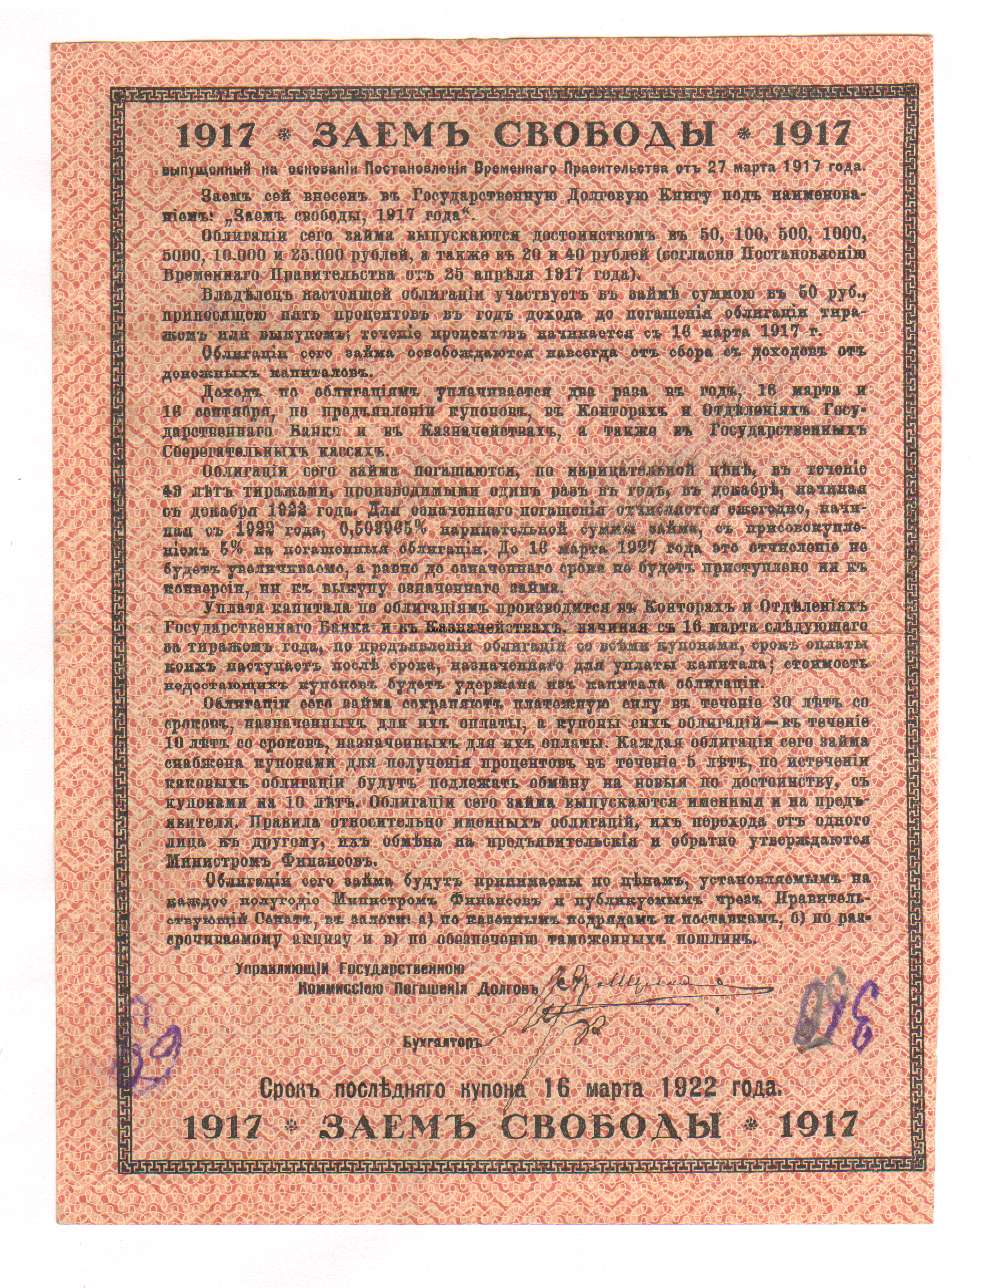 1917 * ЗАЕМЪ СВОБОДЫ * 1917
выпущенный на основаніи Постановленія Временнаго Правительства отъ 27 марта 1917 года.
Заемъ сей внесенъ въ Государственную Долговую Книгу подъ наименова-
ніемъ: „Заемъ свободы, 1917 года“.
Облигаціи сего займа выпускаются достоинствомъ въ 50, 100, 500, 1000,
5000, 10.000 и 25.000 рублей, а также въ 20 и 40 рублей (согласно Постановленію
Временнаго Правительства отъ 25 апрѣля 1917 года).
Владѣлецъ настоящей облигаціи участвуетъ въ займѣ суммою въ 50 руб.,
приносящею пять процентовъ въ годъ дохода до погашенія облигаціи тира-
жомъ или выкупомъ; теченіе процентовъ начинается съ 16 марта 1917 г.
Облигаціи сего займа освобождаются навсегда отъ сбора съ доходовъ отъ
денежныхъ капиталовъ.
Доходъ по облигаціямъ уплачивается два раза въ годъ, 16 марта и
16 сентября, по предъявленіи купоновъ, въ Конторахъ и Отдѣленіяхъ Госу-
дарственнаго Банка и въ Казначействахъ, а также въ Государственныхъ
Сберегательныхъ кассахъ.
Облигаціи сего займа погашаются, по нарицательной цѣнѣ, въ теченіе
49 лѣтъ тиражами, производимыми одинъ разъ въ годъ, въ декабрѣ, начиная
съ декабря 1922 года. Для означеннаго погашенія отчисляется ежегодно, начи-
ная съ 1922 года, 0,503965% нарицательной суммы займа, съ присовокупле-
ніемъ 5% на погашенныя облигаціи. До 16 марта 1927 года это отчисленіе не
будетъ увеличиваемо, а равно до означеннаго срока не будетъ приступлено ни къ
конверсіи, ни къ выкупу означеннаго займа.
Уплата капитала по облигаціямъ производится въ Конторахъ и Отдѣленіяхъ
Государственнаго Банка и въ Казначействахъ, начиная съ 16 марта слѣдующаго
за тиражомъ года, по предъявленіи облигаціи со всѣми купонами, срокъ оплаты
коихъ наступаетъ послѣ срока, назначеннаго для уплаты капитала; стоимость
недостающихъ купоновъ будетъ удержана изъ капитала облигаціи.
Облигаціи сего займа сохраняютъ платежную силу въ теченіе 30 лѣтъ со
сроковъ, назначенныхъ для ихъ оплаты, а купоны сихъ облигацій — въ теченіе
10 лѣтъ со сроковъ, назначенныхъ для ихъ оплаты. Каждая облигація сего займа
снабжена купонами для полученія процентовъ въ теченіе 5 лѣтъ, по истеченіи
каковыхъ облигаціи будутъ подлежать обмѣну на новыя по достоинству, съ
купонами на 10 лѣтъ. Облигаціи сего займа выпускаются именныя и на предъ-
явителя. Правила относительно именныхъ облигацій, ихъ перехода отъ одного
лица къ другому, ихъ обмѣна на предъявительскія и обратно утверждаются
Министромъ Финансовъ.
Облигаціи сего займа будутъ принимаемы по цѣнамъ, установляемымъ на
каждое полугодіе Министромъ Финансовъ и публикуемымъ чрезъ Правитель-
ствующій Сенатъ, въ залоги: а) по казеннымъ подрядамъ и поставкамъ, б) по раз-
срочиваемому акцизу и в) по обезпеченію таможенныхъ пошлинъ.
Управляющій Государственною
Коммиссіею Погашенія Долговъ
Бухгалтеръ
Срокъ послѣдняго купона 16 марта 1922 года.
1917 * ЗАЕМЪ СВОБОДЫ * 1917